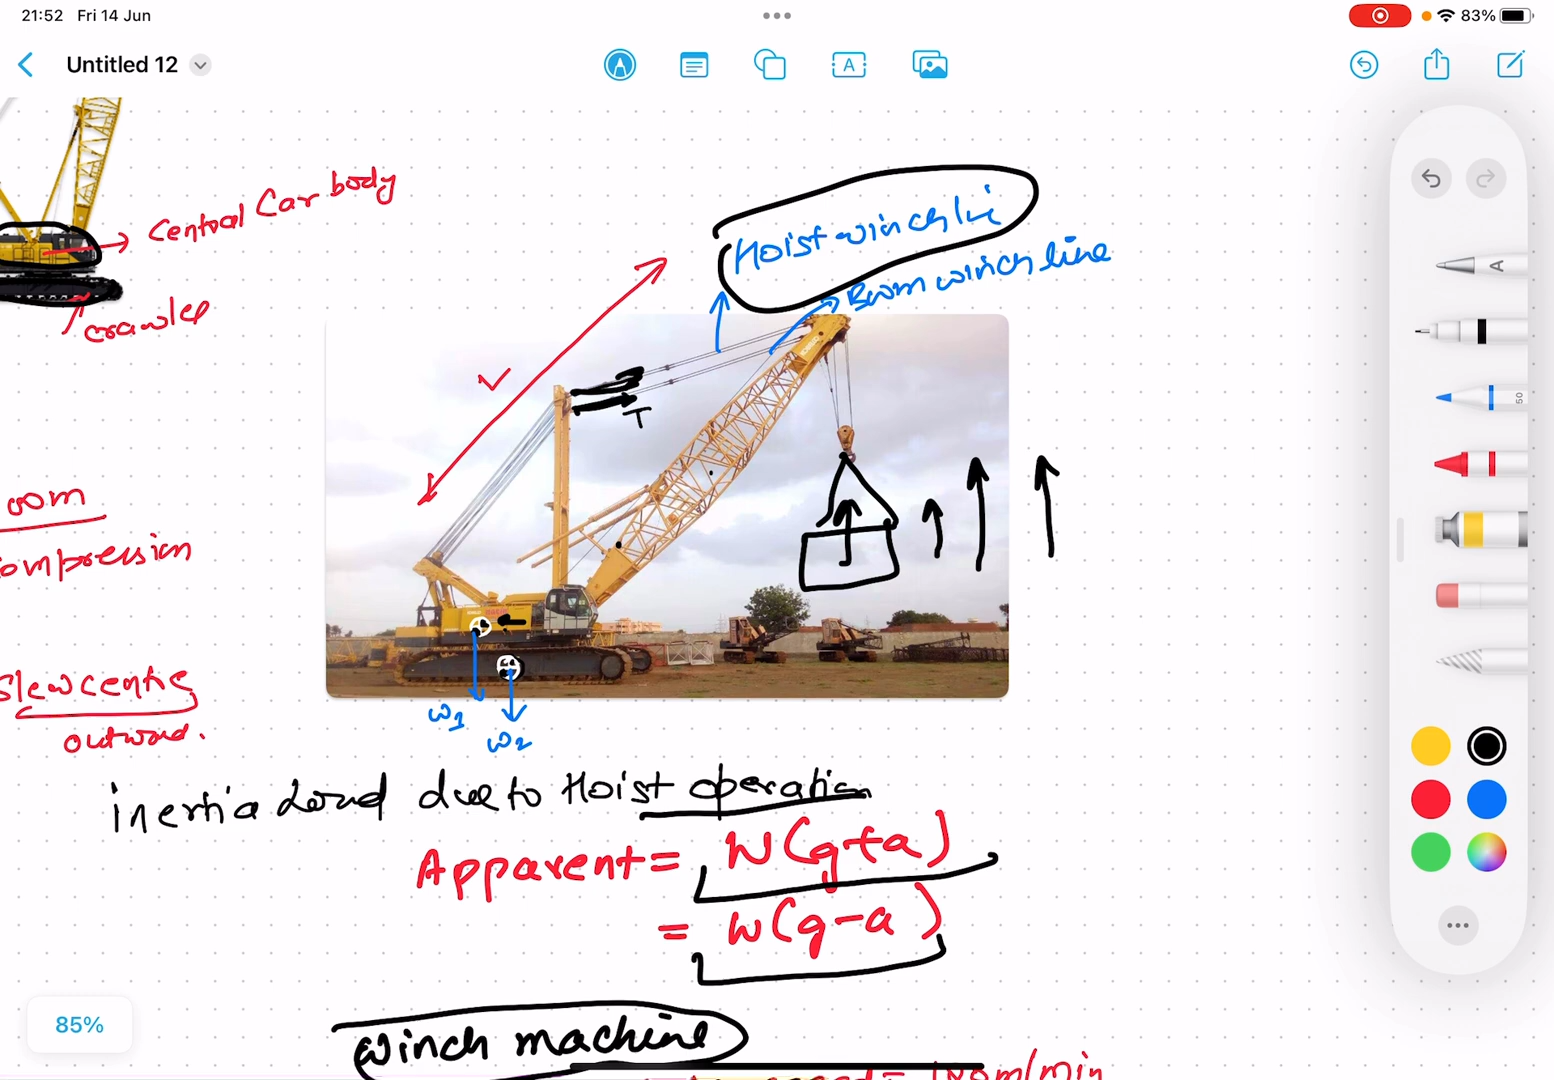 21:52 Fri 14 Jun
83%
Untitled 12
A
A
50
Central Car body
crawler
Hoist winch line
Boom winch line
T
oom
ompression
Slew centre
outward.
w1
w2
inertia Load due to Hoist operation
Apparent = W(g+a)
= W(g-a)
winch machine
85%